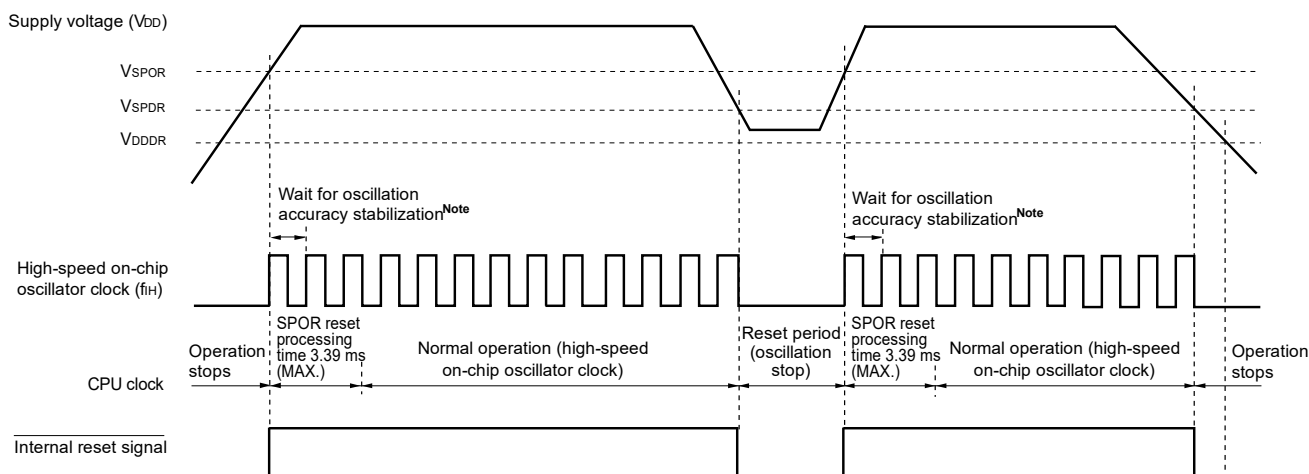 Supply voltage (VDD)
VSPOR
VSPDR
VDDDR
Wait for oscillation
accuracy stabilizationNote
Wait for oscillation
accuracy stabilizationNote
High-speed on-chip
oscillator clock (fIH)
SPOR reset
processing
time 3.39 ms
(MAX.)
Normal operation (high-speed
on-chip oscillator clock)
Reset period
(oscillation
stop)
SPOR reset
processing
time 3.39 ms
(MAX.)
Normal operation (high-speed
on-chip oscillator clock)
Operation
stops
Operation
stops
CPU clock
Internal reset signal